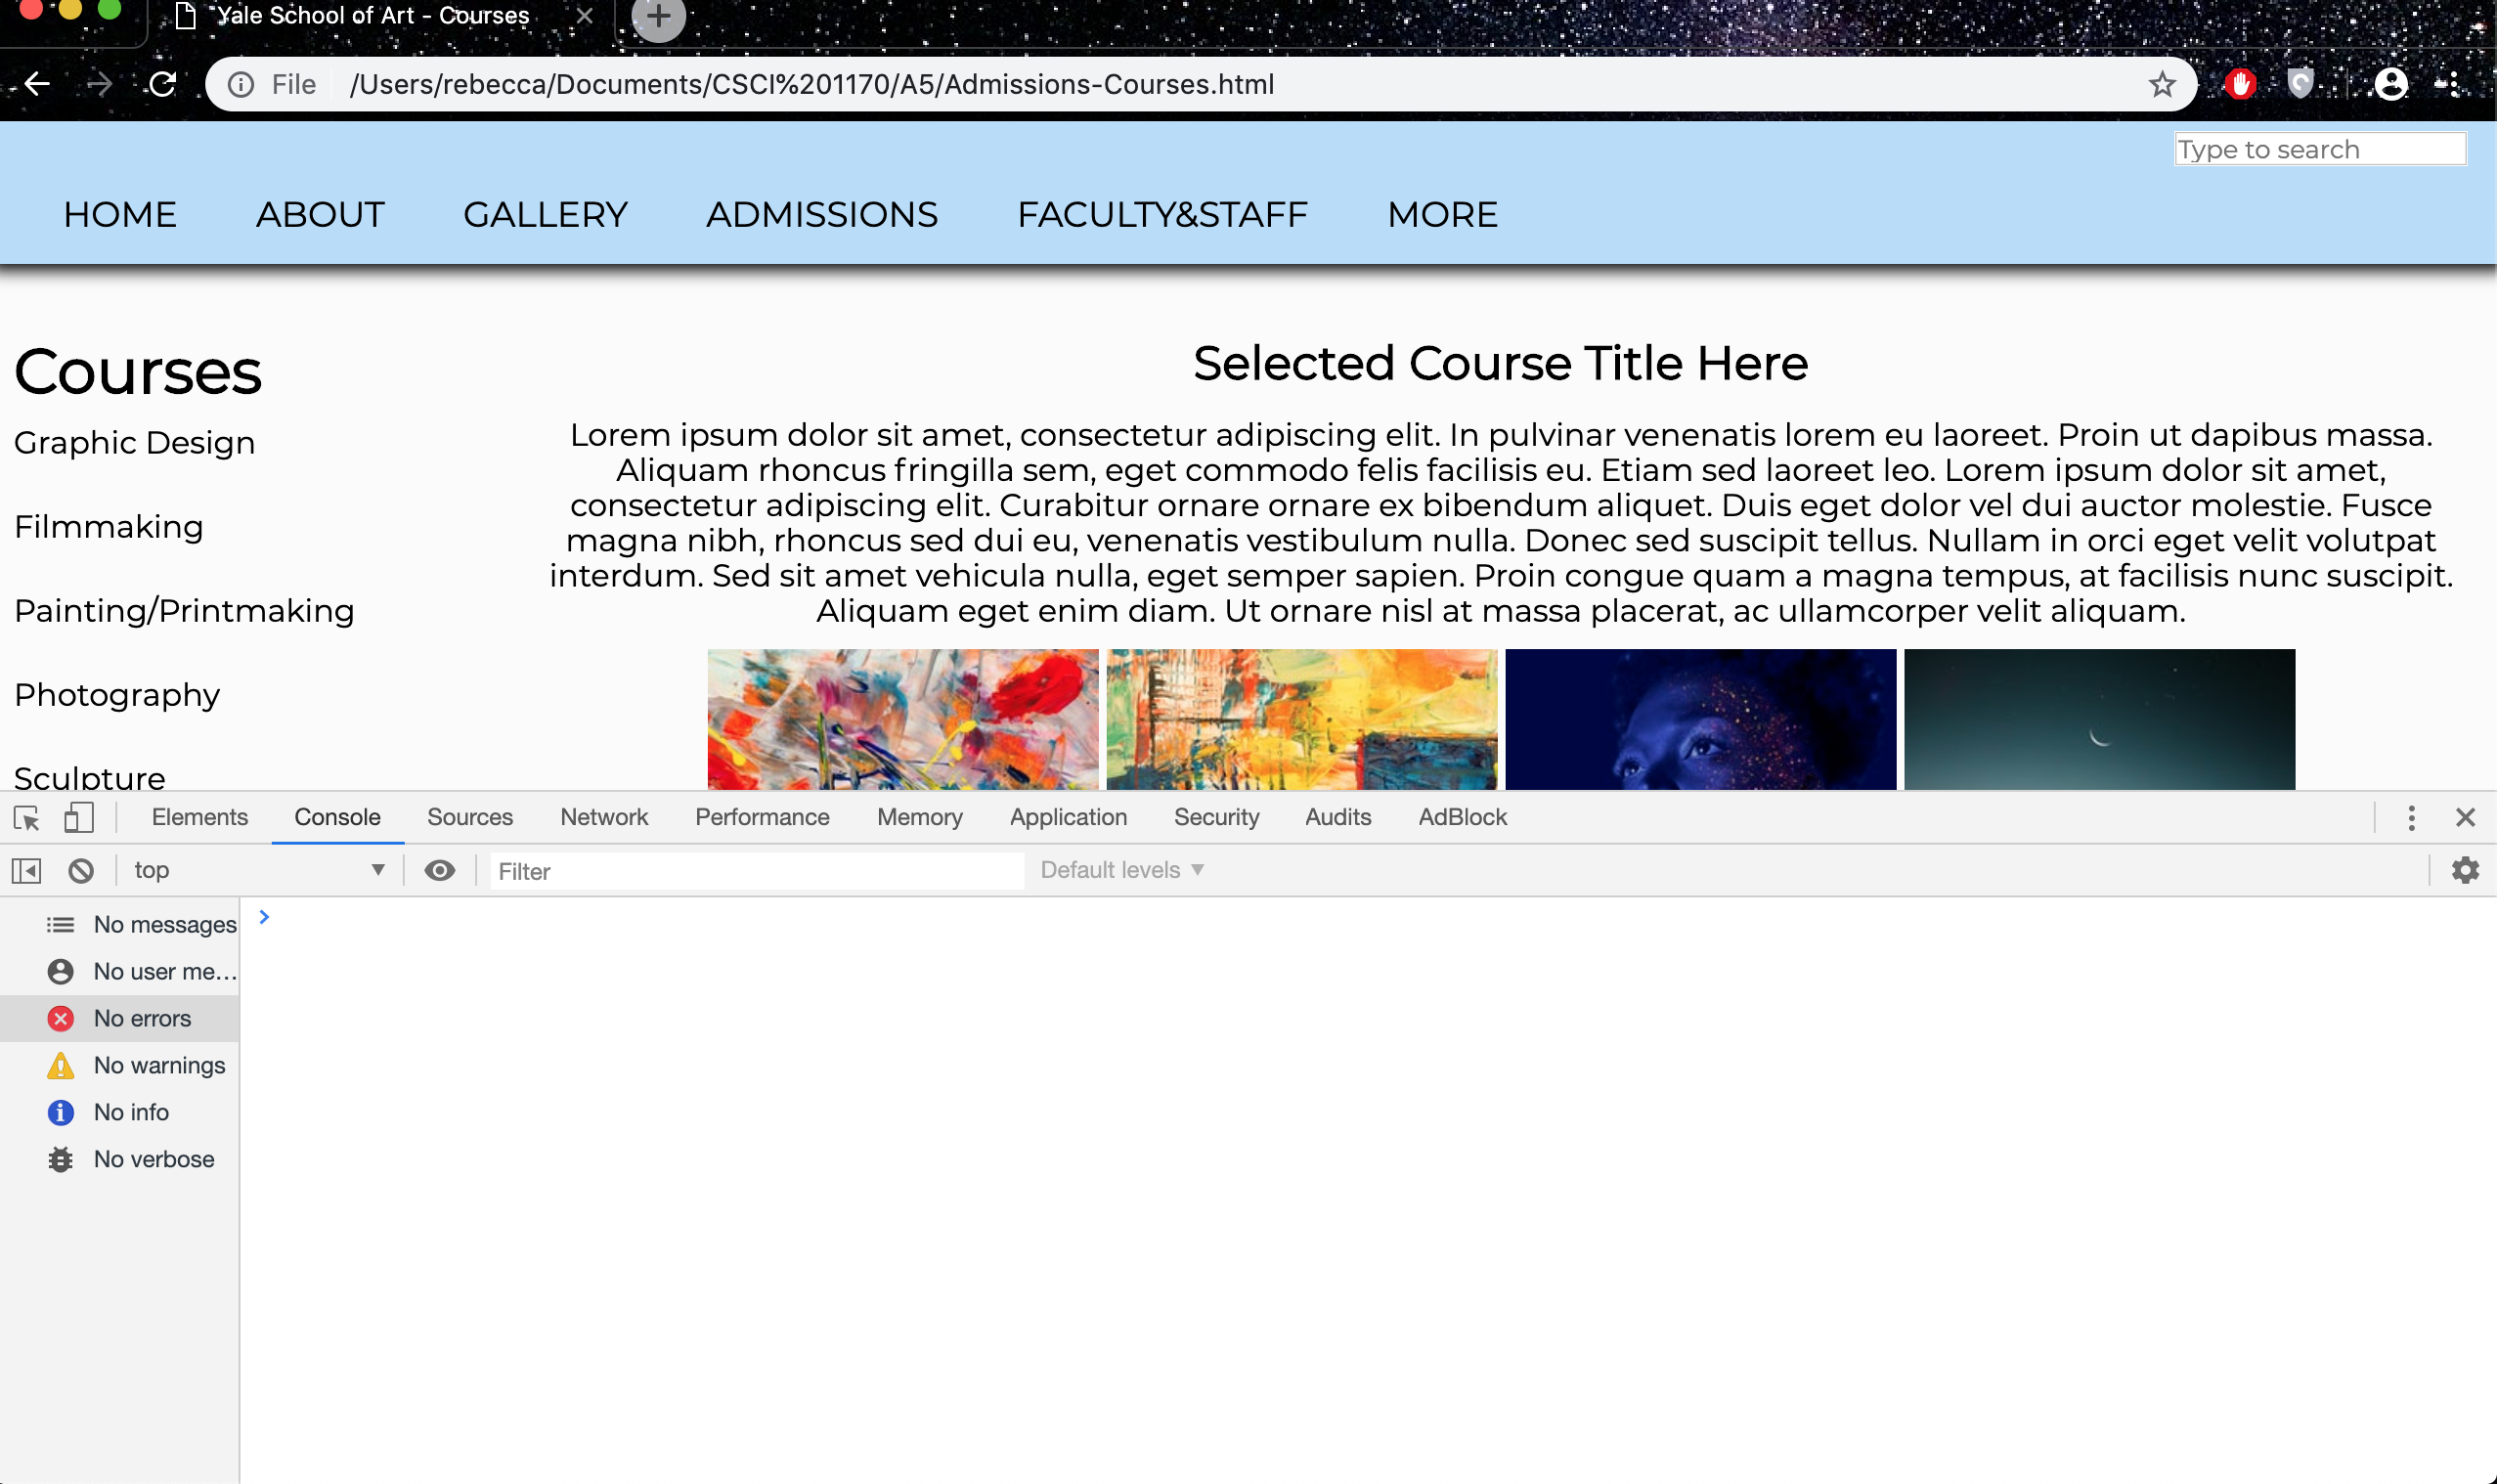 Yale School of Art - Courses
File /Users/rebecca/Documents/CSCI%201170/A5/Admissions-Courses.html
Type to search
HOME ABOUT GALLERY ADMISSIONS FACULTY&STAFF MORE
Courses
Graphic Design
Filmmaking
Painting/Printmaking
Photography
Sculpture
Selected Course Title Here
Lorem ipsum dolor sit amet, consectetur adipiscing elit. In pulvinar venenatis lorem eu laoreet. Proin ut dapibus massa.
Aliquam rhoncus fringilla sem, eget commodo felis facilisis eu. Etiam sed laoreet leo. Lorem ipsum dolor sit amet,
consectetur adipiscing elit. Curabitur ornare ornare ex bibendum aliquet. Duis eget dolor vel dui auctor molestie. Fusce
magna nibh, rhoncus sed dui eu, venenatis vestibulum nulla. Donec sed suscipit tellus. Nullam in orci eget velit volutpat
interdum. Sed sit amet vehicula nulla, eget semper sapien. Proin congue quam a magna tempus, at facilisis nunc suscipit.
Aliquam eget enim diam. Ut ornare nisl at massa placerat, ac ullamcorper velit aliquam.
Elements Console Sources Network Performance Memory Application Security Audits AdBlock
top Filter Default levels
No messages
No user me...
No errors
No warnings
No info
No verbose